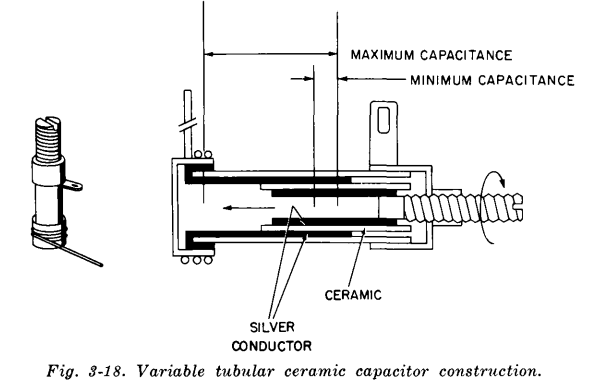 MAXIMUM CAPACITANCE
MINIMUM CAPACITANCE
CERAMIC
SILVER
CONDUCTOR
Fig. 3-18. Variable tubular ceramic capacitor construction.